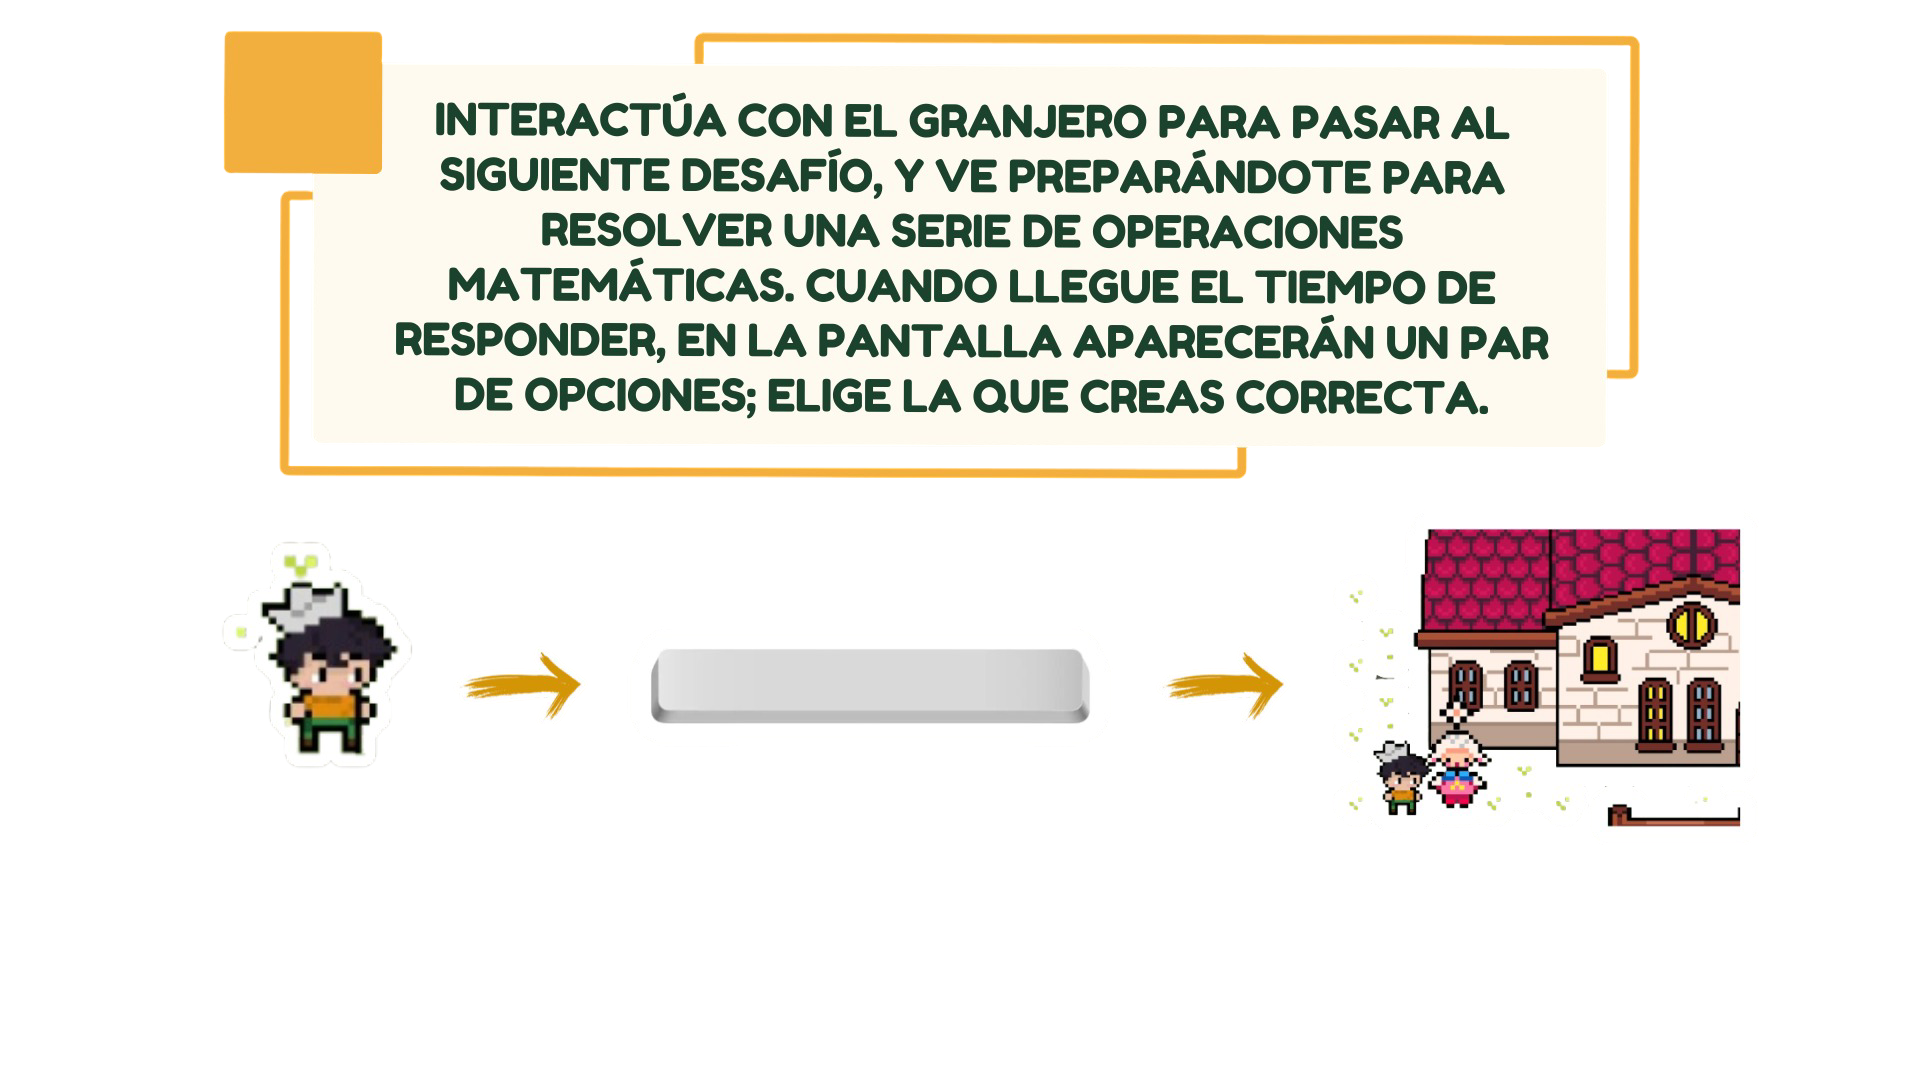 INTERACTÚA CON EL GRANJERO PARA PASAR AL
SIGUIENTE DESAFÍO, Y VE PREPARÁNDOTE PARA
RESOLVER UNA SERIE DE OPERACIONES
MATEMÁTICAS. CUANDO LLEGUE EL TIEMPO DE
RESPONDER, EN LA PANTALLA APARECERÁN UN PAR
DE OPCIONES; ELIGE LA QUE CREAS CORRECTA.